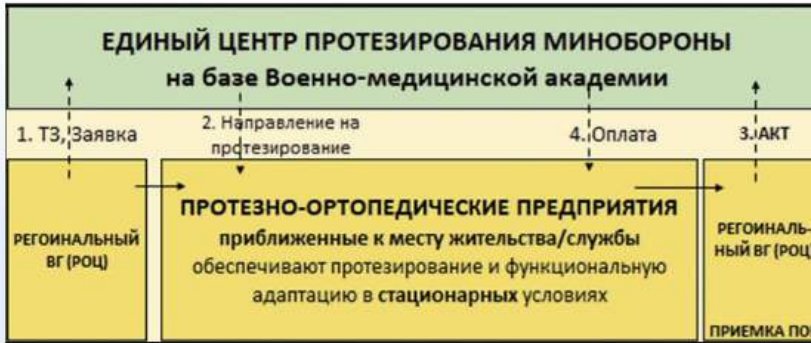 ЕДИНЫЙ ЦЕНТР ПРОТЕЗИРОВАНИЯ МИНОБОРОНЫ
на базе Военно-медицинской академии
1. ТЗ, Заявка
2. Направление на
протезирование
4. Оплата
3. АКТ
РЕГОИНАЛЬНЫЙ
ВГ (РОЦ)
ПРОТЕЗНО-ОРТОПЕДИЧЕСКИЕ ПРЕДПРИЯТИЯ
приближенные к месту жительства/службы
обеспечивают протезирование и функциональную
адаптацию в стационарных условиях
РЕГОИНАЛЬ-
НЫЙ ВГ (РОЦ)
ПРИЕМКА